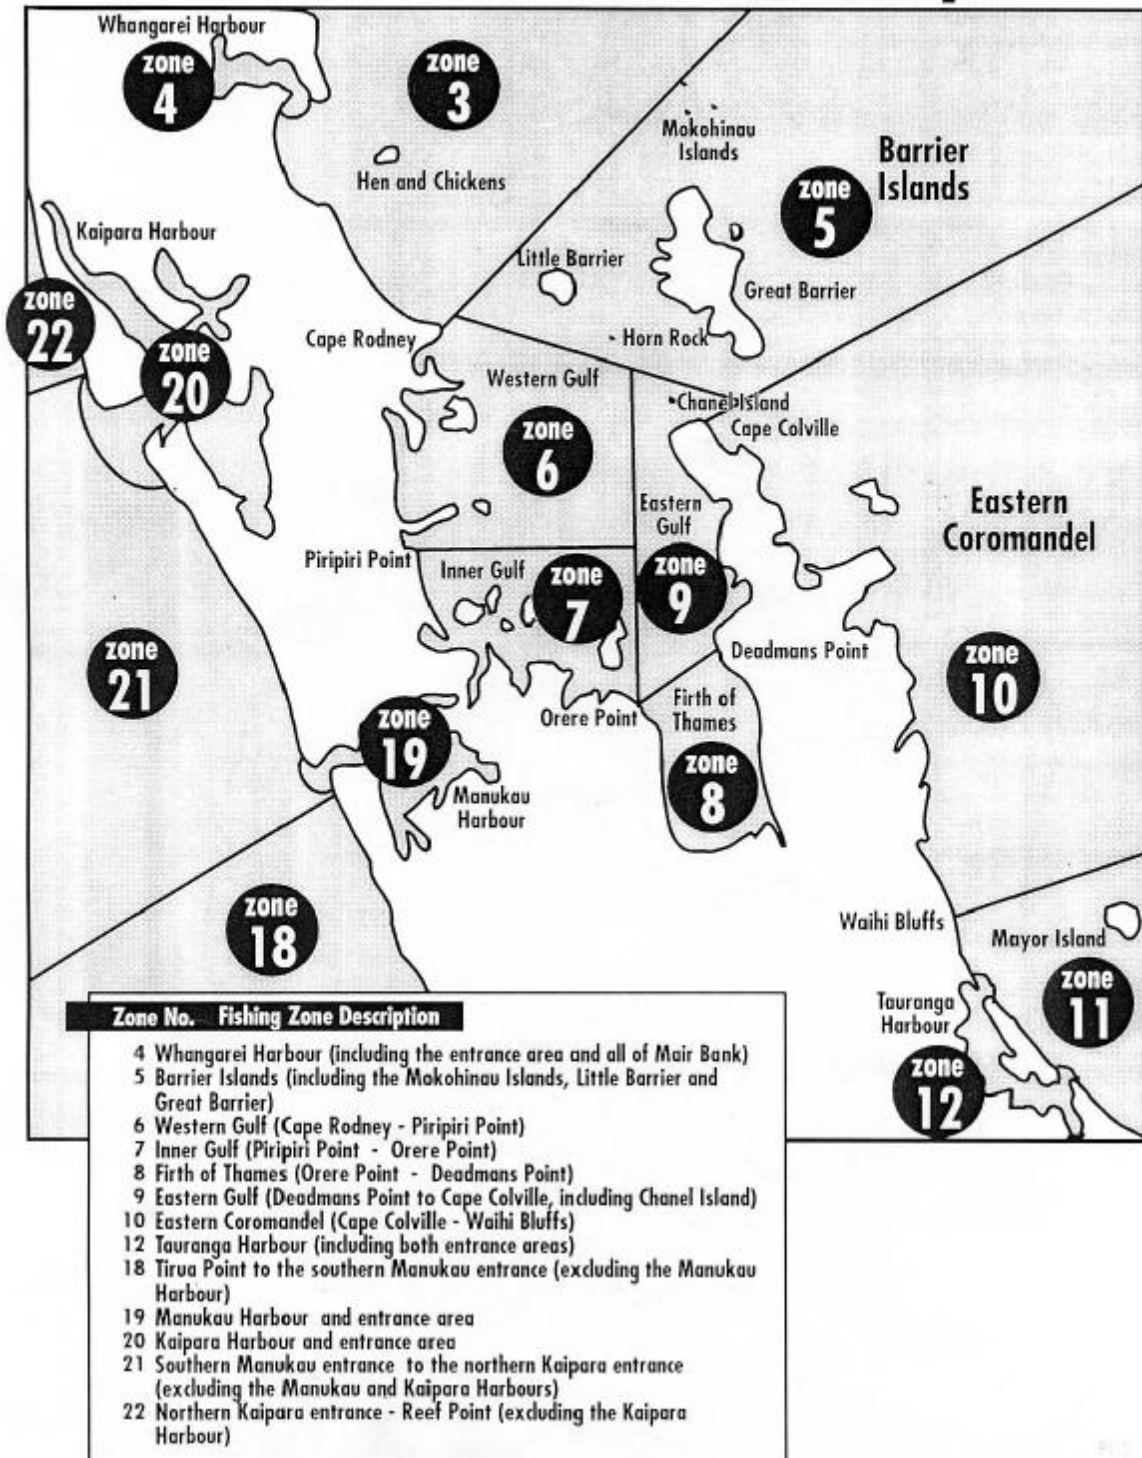 Whangarei Harbour
zone
4
zone
3
Hen and Chickens
Mokohinau
Islands
Barrier
Islands
zone
5
Kaipara Harbour
Little Barrier
Great Barrier
zone
22
zone
20
Cape Rodney
Horn Rock
Western Gulf
Chanel Island
Cape Colville
zone
6
Eastern
Gulf
Eastern
Coromandel
Piripiri Point
Inner Gulf
zone
7
zone
9
zone
21
Deadmans Point
zone
10
Orere Point
Firth of
Thames
zone
19
zone
8
Manukau
Harbour
zone
18
Waihi Bluffs
Mayor Island
zone
11
Tauranga
Harbour
zone
12
Zone No. Fishing Zone Description
4 Whangarei Harbour (including the entrance area and all of Mair Bank)
5 Barrier Islands (including the Mokohinau Islands, Little Barrier and
Great Barrier)
6 Western Gulf (Cape Rodney - Piripiri Point)
7 Inner Gulf (Piripiri Point - Orere Point)
8 Firth of Thames (Orere Point - Deadmans Point)
9 Eastern Gulf (Deadmans Point to Cape Colville, including Chanel Island)
10 Eastern Coromandel (Cape Colville - Waihi Bluffs)
12 Tauranga Harbour (including both entrance areas)
18 Tirua Point to the southern Manukau entrance (excluding the Manukau
Harbour)
19 Manukau Harbour and entrance area
20 Kaipara Harbour and entrance area
21 Southern Manukau entrance to the northern Kaipara entrance
(excluding the Manukau and Kaipara Harbours)
22 Northern Kaipara entrance - Reef Point (excluding the Kaipara
Harbour)